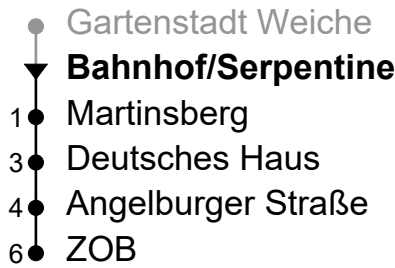 Gartenstadt Weiche
Bahnhof/Serpentine
1 Martinsberg
3 Deutsches Haus
4 Angelburger Straße
6 ZOB